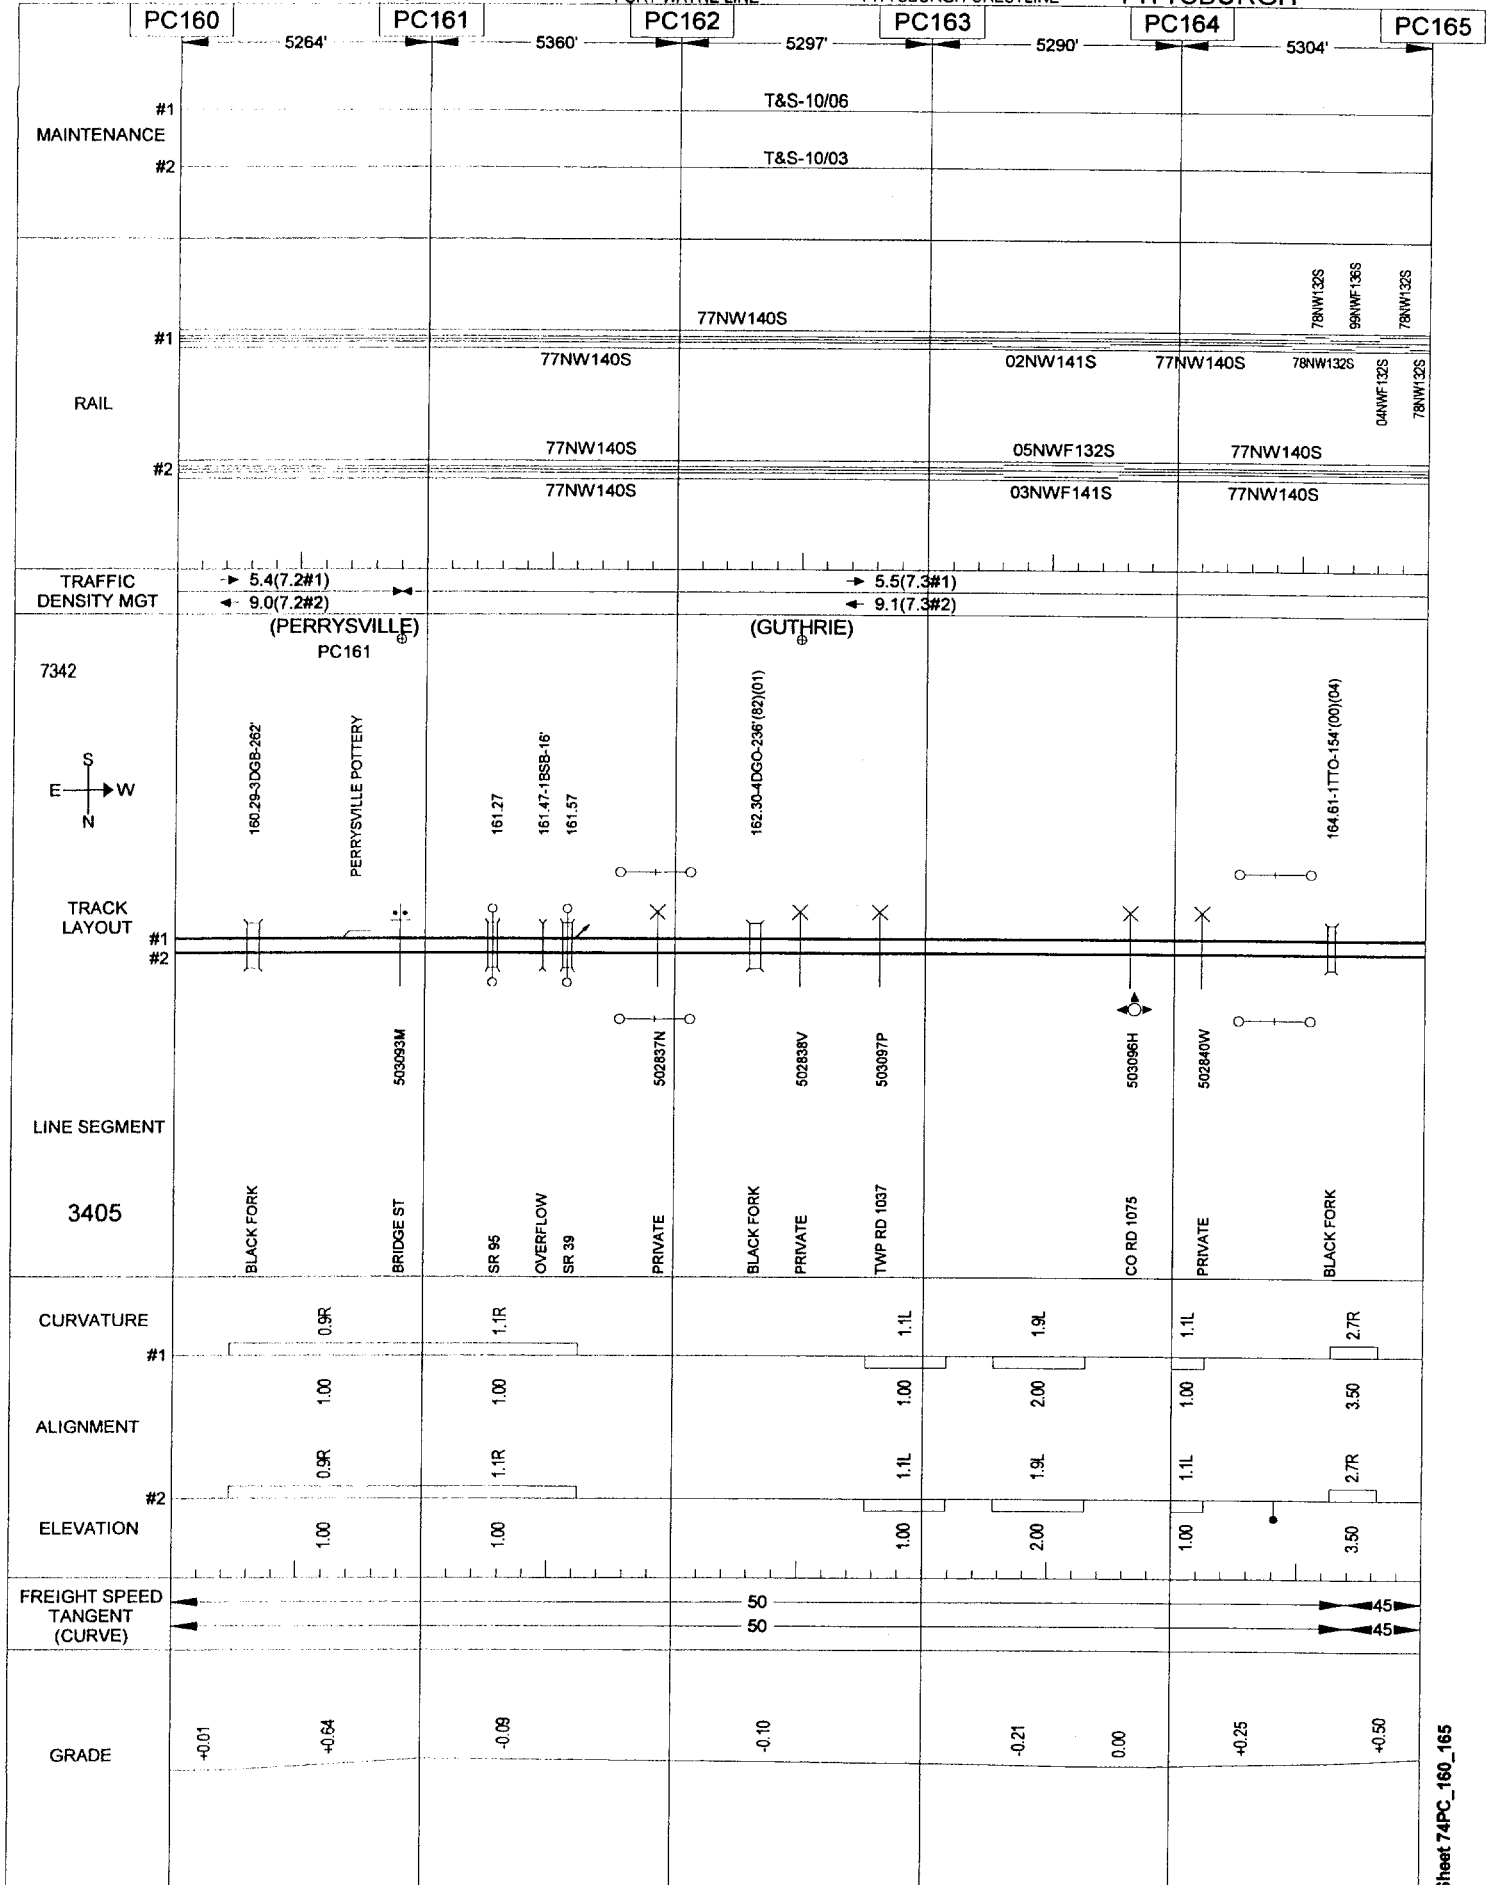 PITTSBURGH
PC160 PC161 PC162 PC163 PC164 PC165
5264' 5360' 5297' 5290' 5304'
MAINTENANCE
#1 T&S-10/06
#2 T&S-10/03
RAIL
78NW132S 99NWF136S 78NW132S
77NW140S
#1
77NW140S 02NW141S 77NW140S 78NW132S 04NWF132S 78NW132S
77NW140S 05NWF132S 77NW140S
#2
77NW140S 03NWF141S 77NW140S
TRAFFIC
DENSITY MGT
5.4(7.2#1) 5.5(7.3#1)
9.0(7.2#2) 9.1(7.3#2)
(PERRYSVILLE) (GUTHRIE)
PC161
7342
S
E W
N
160.29-3DGB-262'
PERRYSVILLE POTTERY
161.27
161.47-1BSB-16'
161.57
162.30-4DGO-236'(82)(01)
164.61-1TTO-154'(00)(04)
TRACK
LAYOUT
#1
#2
503093M
502837N
502838V
503097P
503096H
502840W
LINE SEGMENT
3405
BLACK FORK
BRIDGE ST
SR 95
OVERFLOW
SR 39
PRIVATE
BLACK FORK
PRIVATE
TWP RD 1037
CO RD 1075
PRIVATE
BLACK FORK
CURVATURE
0.9R 1.1R 1.1L 1.9L 1.1L 2.7R
#1
1.00 1.00 1.00 2.00 1.00 3.50
ALIGNMENT
0.9R 1.1R 1.1L 1.9L 1.1L 2.7R
#2
ELEVATION
1.00 1.00 1.00 2.00 1.00 3.50
FREIGHT SPEED
TANGENT
(CURVE)
50 45
50 45
GRADE
+0.01 +0.64 -0.09 -0.10 -0.21 0.00 +0.25 +0.50
Sheet 74PC_160_165